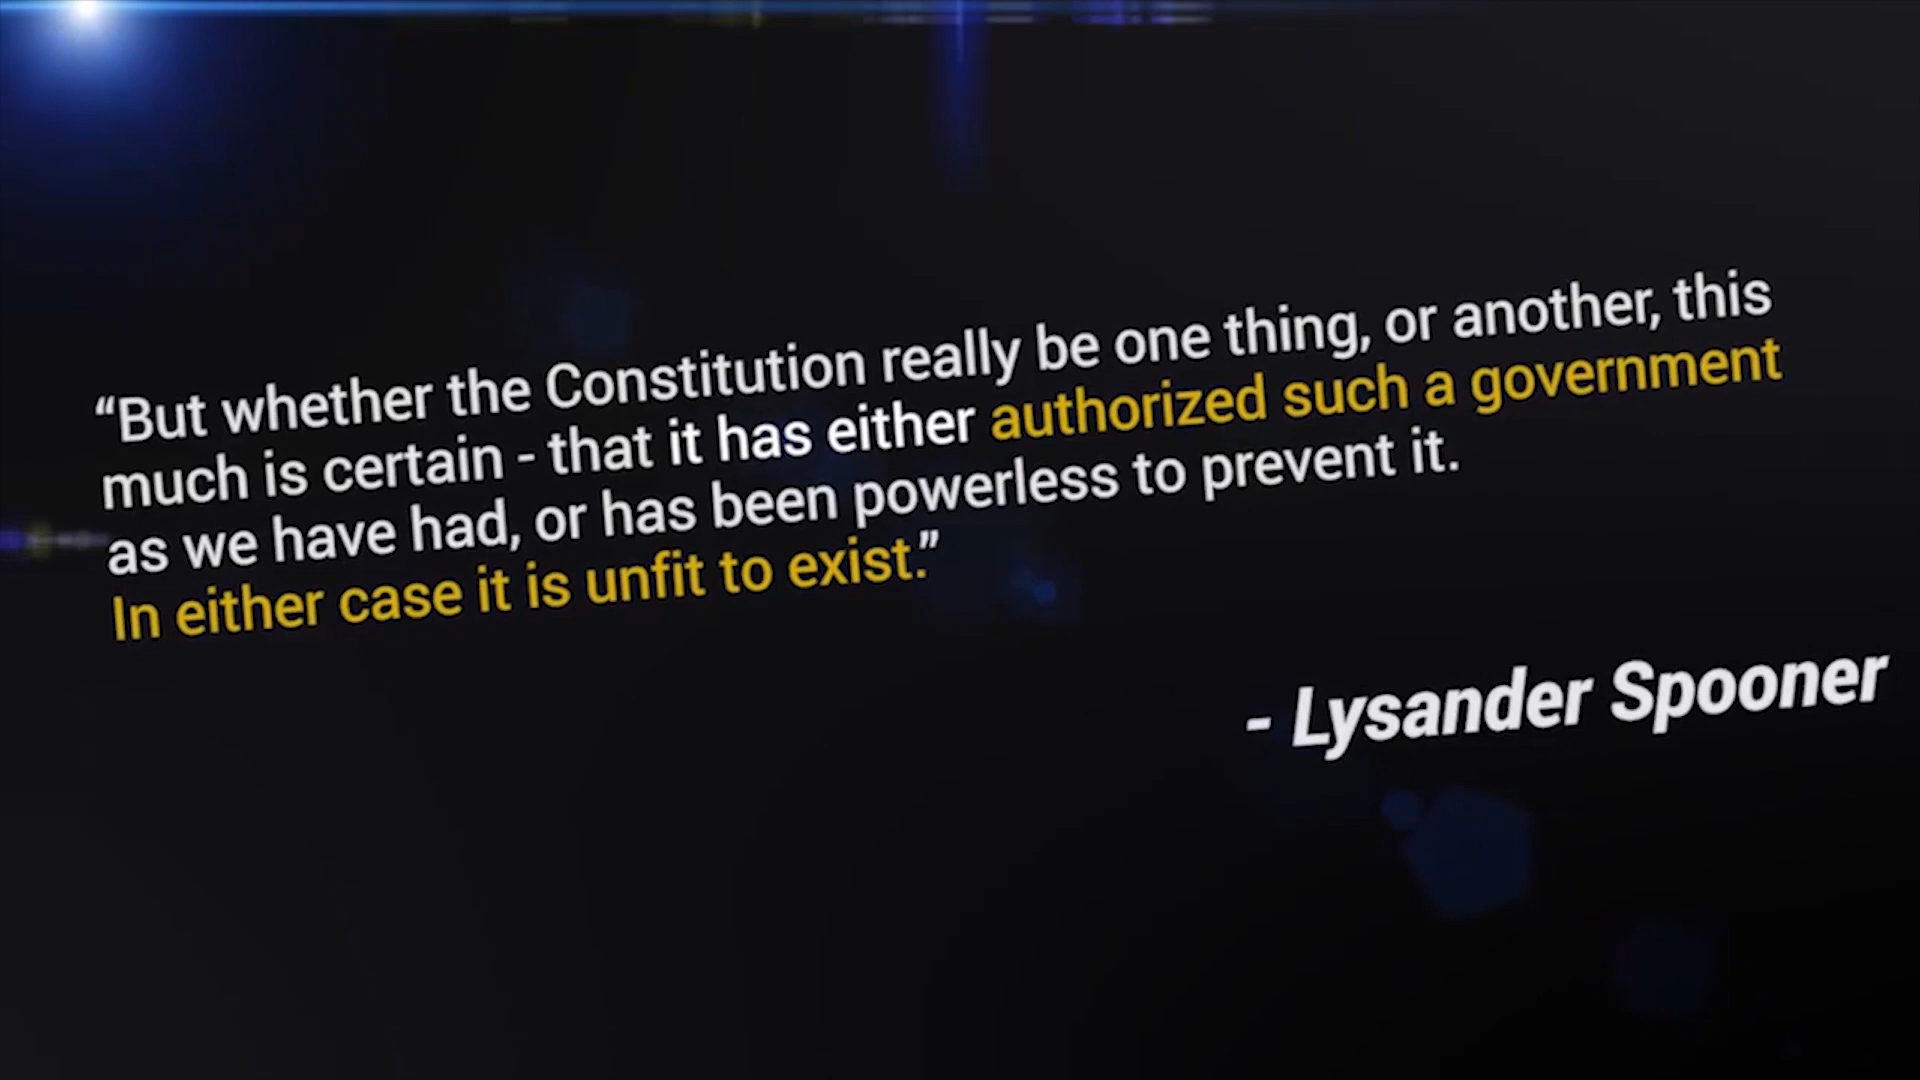 “But whether the Constitution really be one thing, or another, this
much is certain - that it has either authorized such a government
as we have had, or has been powerless to prevent it.
In either case it is unfit to exist.”
- Lysander Spooner